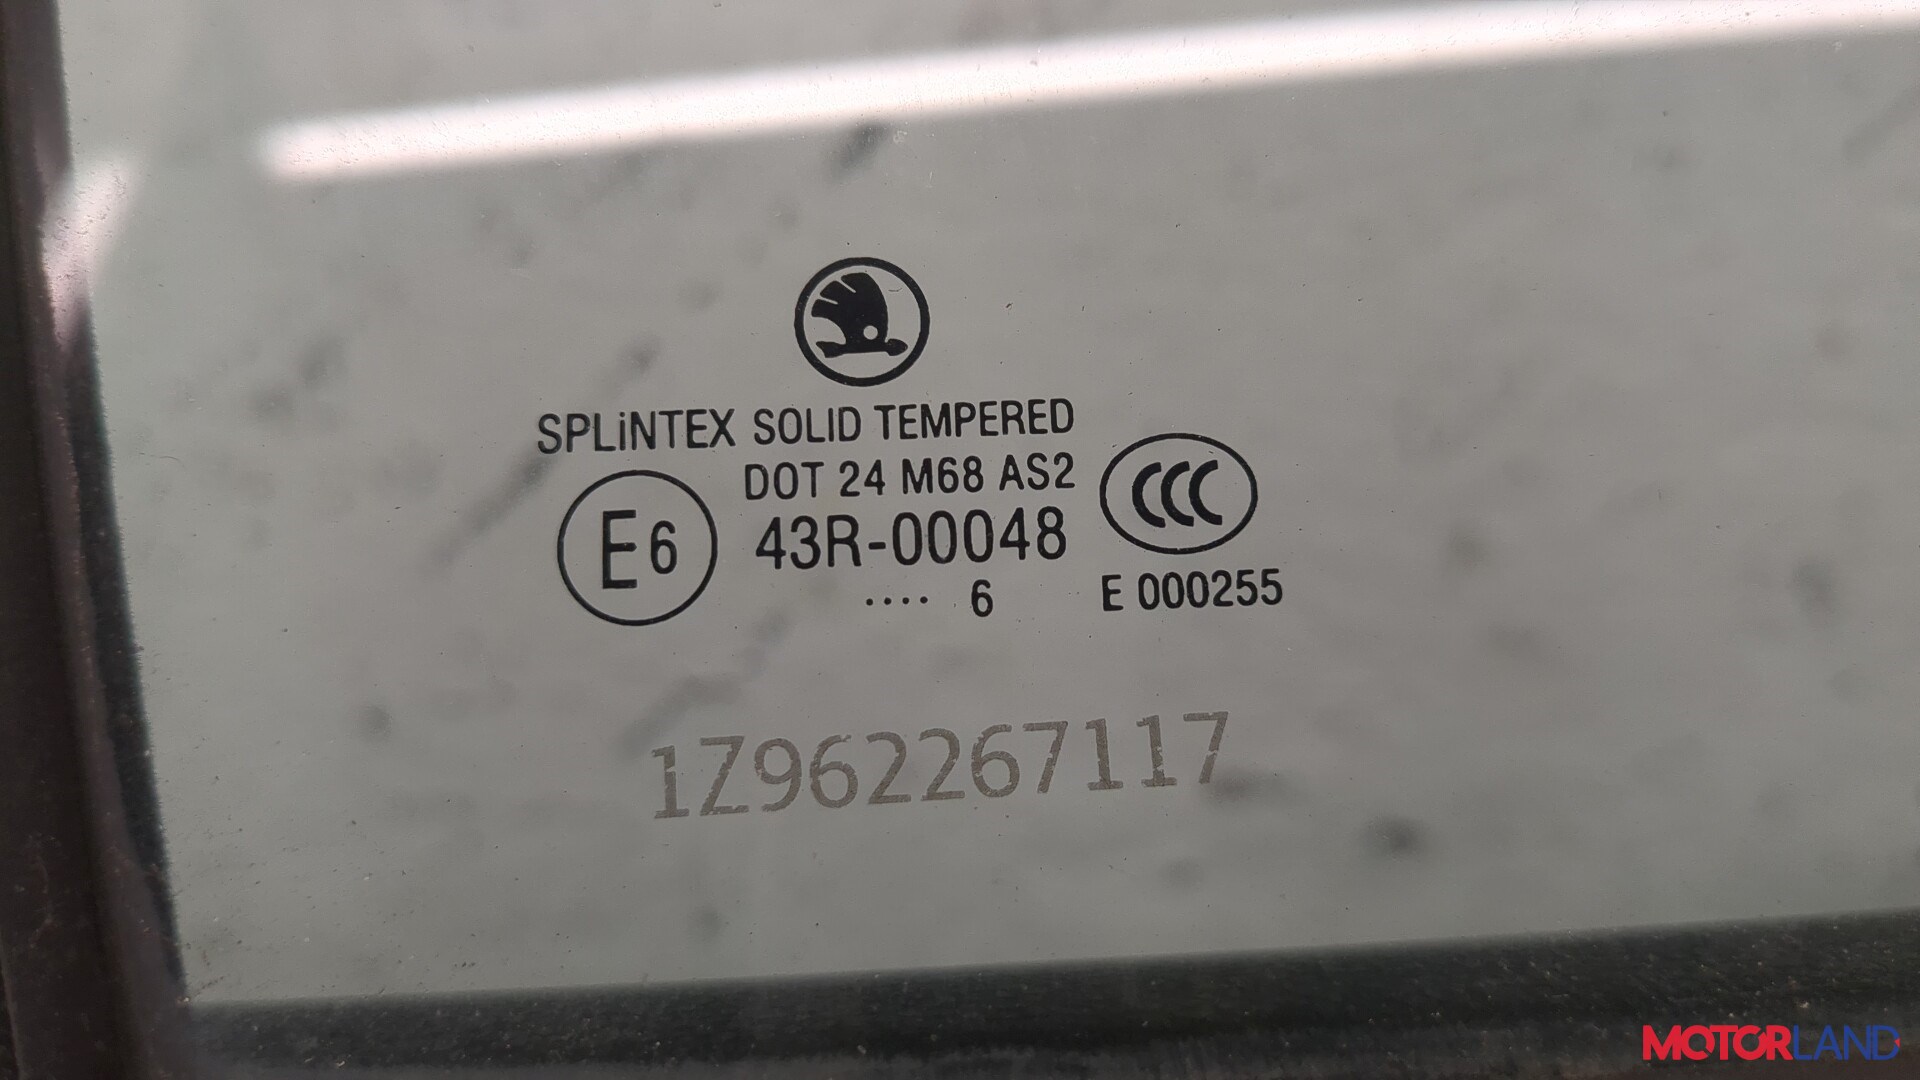 SPLiNTEX SOLID TEMPERED
DOT 24 M68 AS2
E6
43R-00048
.... 6
CCC
E 000255
1Z962267117
MOTORLAND